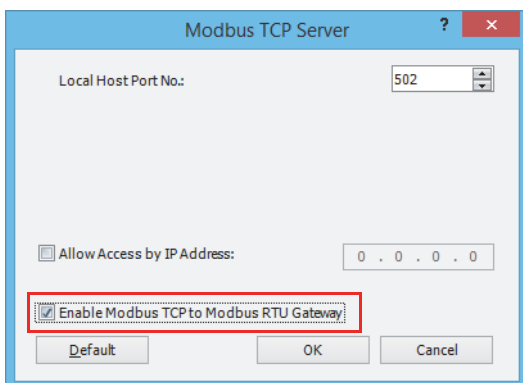 Modbus TCP Server ? ×
Local Host Port No.: 502
Allow Access by IP Address: 0 . 0 . 0 . 0
Enable Modbus TCP to Modbus RTU Gateway
Default OK Cancel